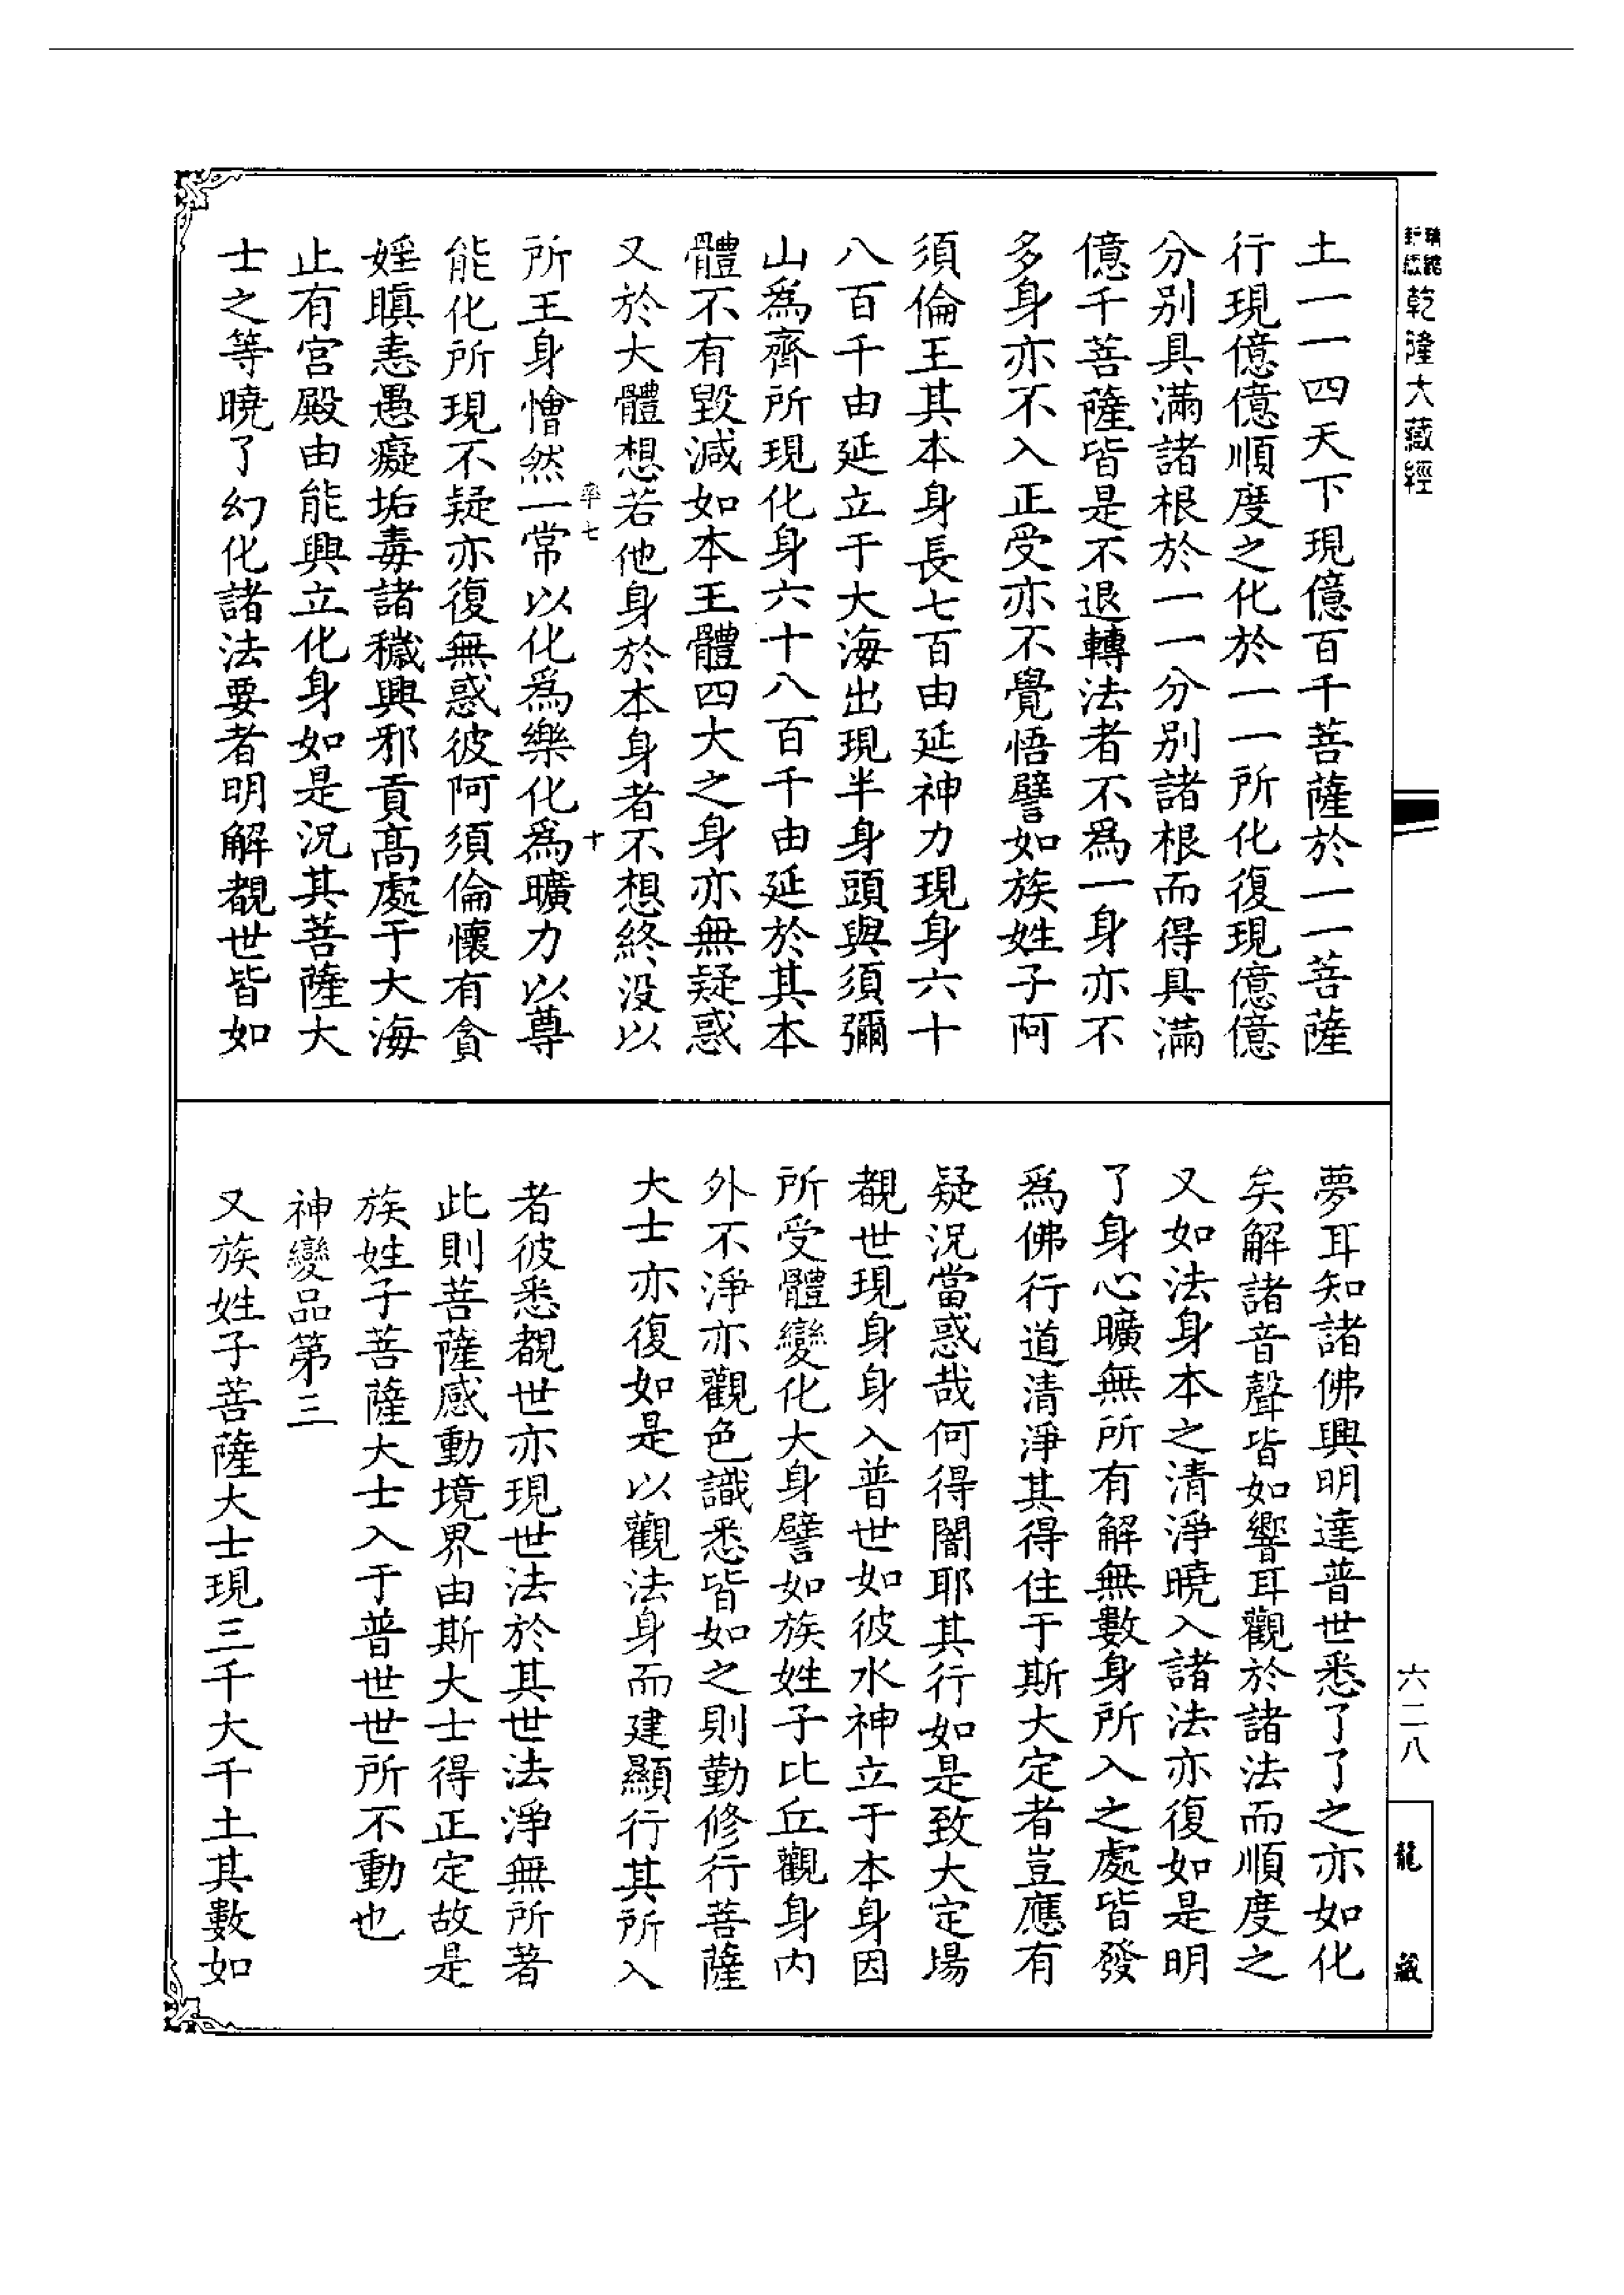 乾隆大藏經
土一一四天下現億百千菩薩於一一菩薩
行現億億順度之化於一一所化復現億億
分別具滿諸根於一一分別諸根而得具滿
億千菩薩皆是不退轉法者不為一身亦不
多身亦不入正受亦不覺悟譬如族姓子阿
須倫王其本身長七百由延神力現身六十
八百千由延立于大海出現半身頭與須彌
山為齊所現化身六十八百千由延於其本
體不有毀減如本王體四大之身亦無疑惑
又於大體想若他身於本身者不想終没以
率七
十
所王身憎然一常以化為樂化為曠力以尊
能化所現不疑亦復無惑彼阿須倫懷有貪
婬瞋恚愚癡垢毒諸穢興邪貢髙處于大海
止有宮殿由能興立化身如是況其菩薩大
士之等曉了幻化諸法要者明解覩世皆如
夢耳知諸佛興明達普世悉了了之亦如化
矣解諸音聲皆如響耳觀於諸法而順度之
又如法身本之清淨曉入諸法亦復如是明
了身心曠無所有解無數身所入之處皆發
為佛行道清淨其得住于斯大定者豈應有
疑況當惑哉何得闇耶其行如是致大定場
覩世現身身入普世如彼水神立于本身因
所受體變化大身譬如族姓子比丘觀身内
外不淨亦觀色識悉皆如之則勤修行菩薩
大士亦復如是以觀法身而建顯行其所入
者彼悉覩世亦現世法於其世法淨無所著
此則菩薩感動境界由斯大士得正定故是
族姓子菩薩大士入于普世世所不動也
神變品第三
又族姓子菩薩大士現三千大千土其數如
六二八
龍藏